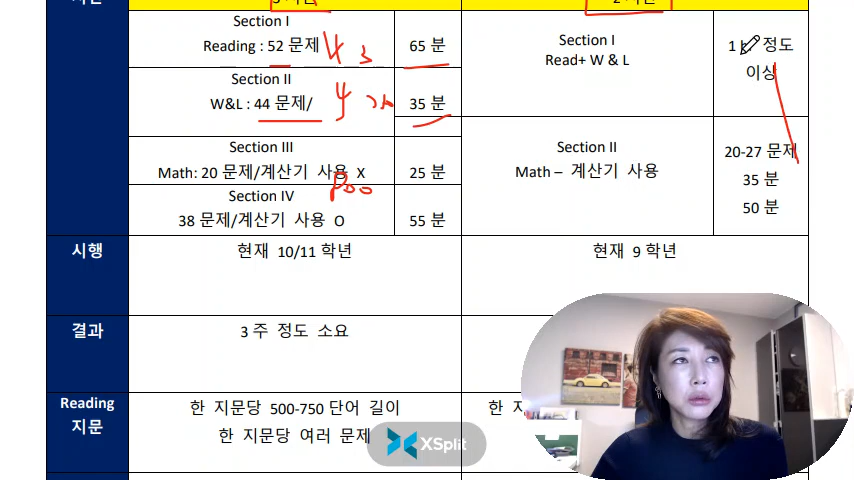 Section I
Reading : 52 문제
65 분
Section II
W&L : 44 문제/
35 분
Section III
Math: 20 문제/계산기 사용 X
25 분
Section IV
38 문제/계산기 사용 O
55 분
Section I
Read+ W & L
정도
이상
Section II
Math – 계산기 사용
20-27 문제
35 분
50 분
시행
현재 10/11 학년
현재 9 학년
결과
3 주 정도 소요
Reading
지문
한 지문당 500-750 단어 길이
한 지문당 여러 문제
한
XSplit